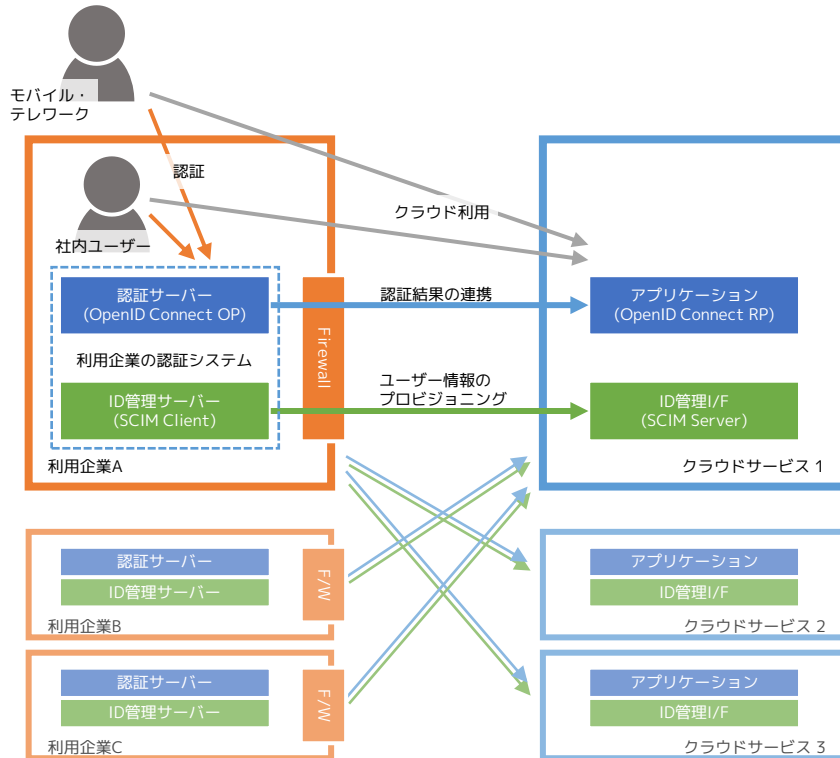 モバイル・
テレワーク
認証
クラウド利用
社内ユーザー
認証サーバー
(OpenID Connect OP)
利用企業の認証システム
ID管理サーバー
(SCIM Client)
利用企業A
Firewall
認証結果の連携
ユーザー情報の
プロビジョニング
アプリケーション
(OpenID Connect RP)
ID管理I/F
(SCIM Server)
クラウドサービス 1
認証サーバー
ID管理サーバー
利用企業B
F/W
アプリケーション
ID管理I/F
クラウドサービス 2
認証サーバー
ID管理サーバー
利用企業C
F/W
アプリケーション
ID管理I/F
クラウドサービス 3